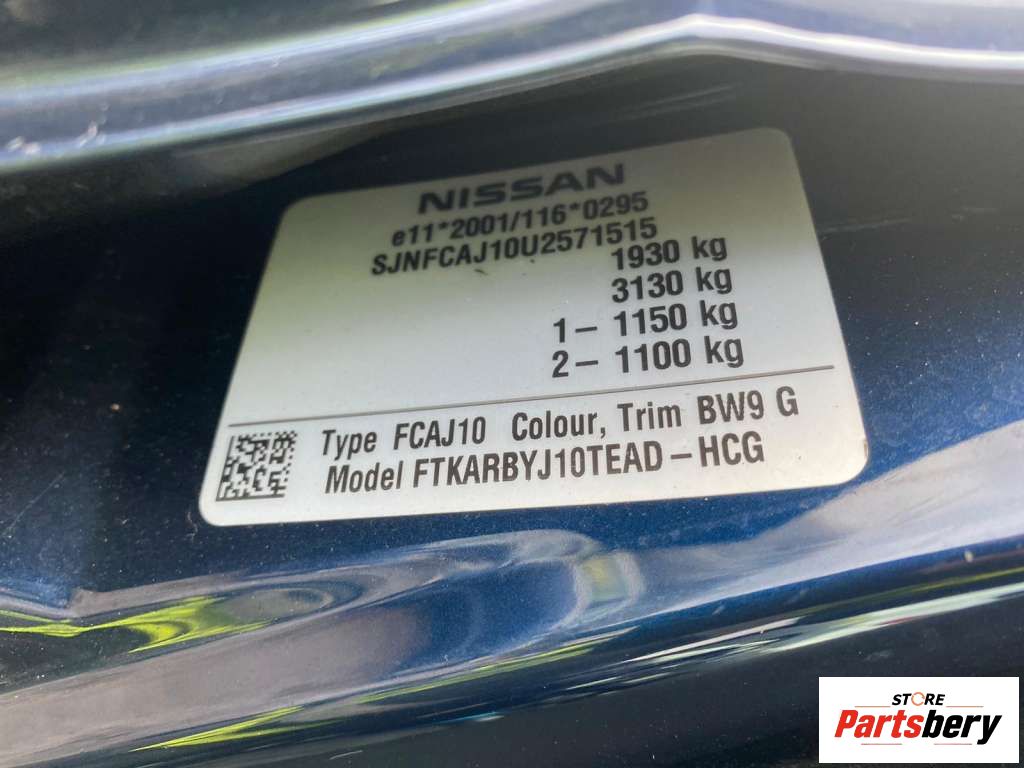 NISSAN
e11*2001/116*0295
SJNFCAJ10U2571515
1930 kg
3130 kg
1– 1150 kg
2– 1100 kg
Type FCAJ10 Colour, Trim BW9 G
Model FTKARBYJ10TEAD–HCG
STORE
Partsbery